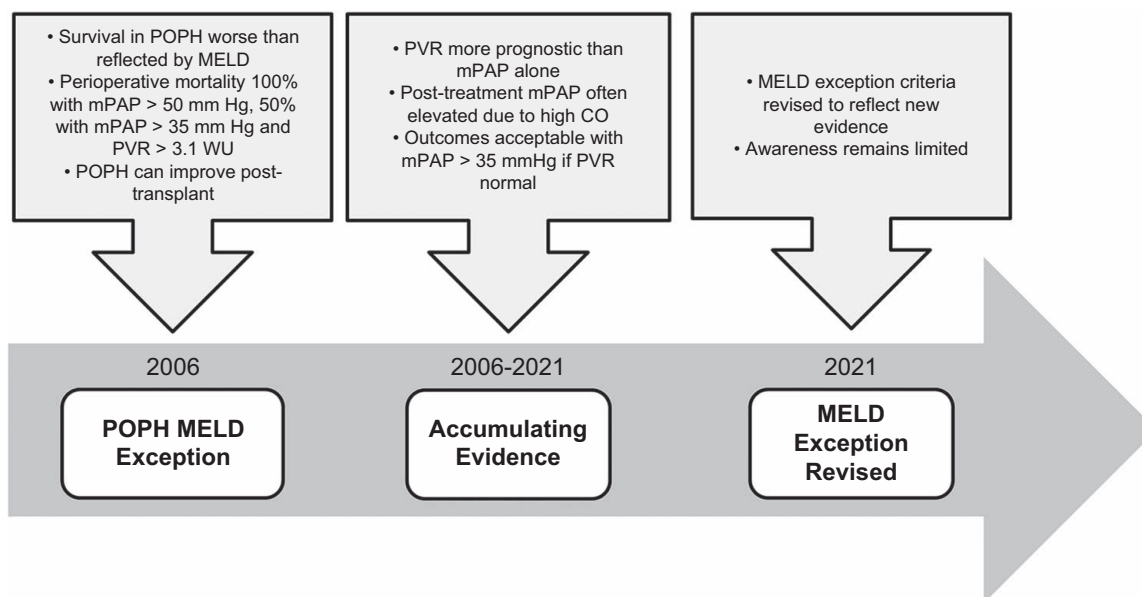 • Survival in POPH worse than
reflected by MELD
• Perioperative mortality 100%
with mPAP > 50 mm Hg, 50%
with mPAP > 35 mm Hg and
PVR > 3.1 WU
• POPH can improve post-
transplant
• PVR more prognostic than
mPAP alone
• Post-treatment mPAP often
elevated due to high CO
• Outcomes acceptable with
mPAP > 35 mmHg if PVR
normal
• MELD exception criteria
revised to reflect new
evidence
• Awareness remains limited
2006
2006-2021
2021
POPH MELD
Exception
Accumulating
Evidence
MELD
Exception
Revised